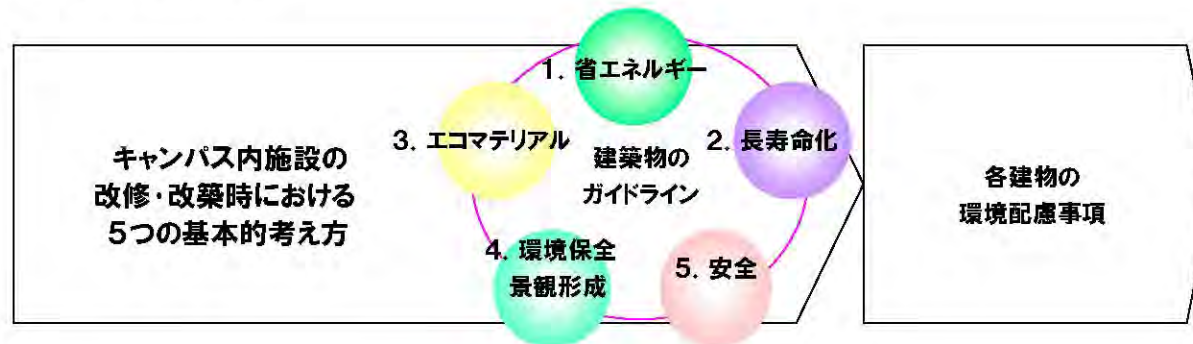 キャンパス内施設の
改修・改築時における
5つの基本的考え方
1. 省エネルギー
2. 長寿命化
3. エコマテリアル
4. 環境保全
景観形成
5. 安全
建築物の
ガイドライン
各建物の
環境配慮事項